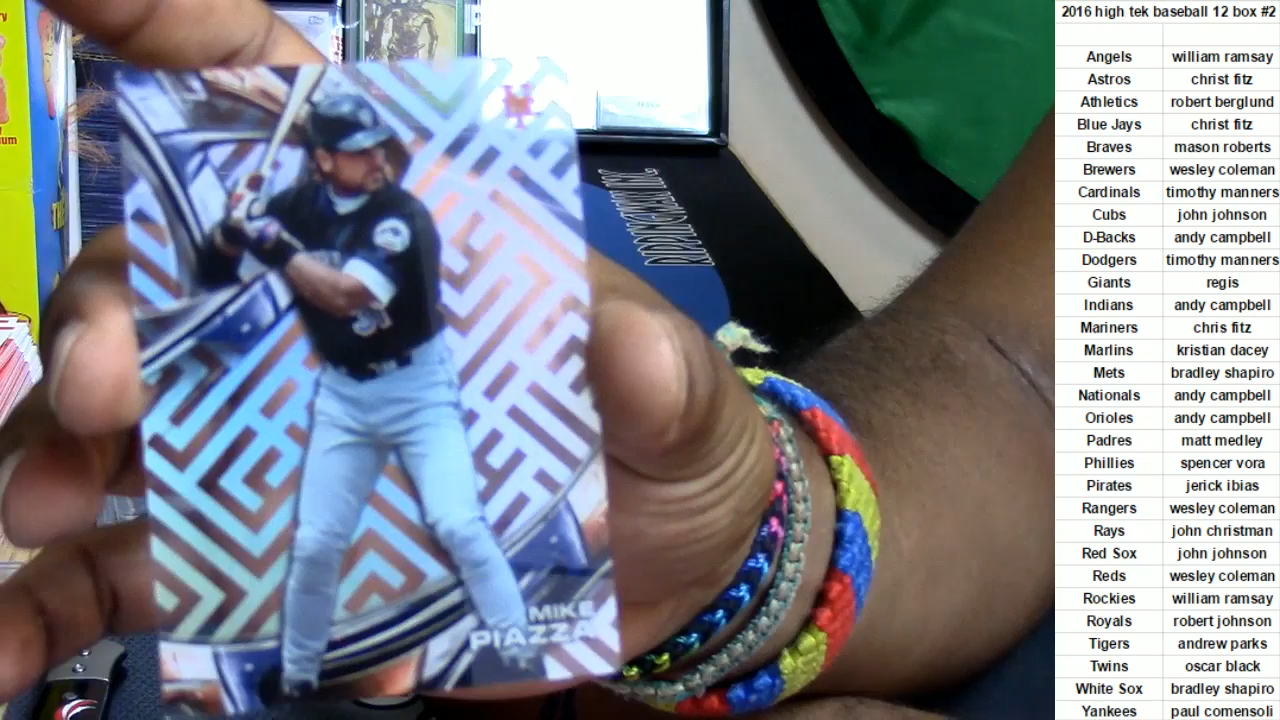 MIKE
PIAZZA
31
RIPPING WAX INC.
2016 high tek baseball 12 box #2
Angels william ramsay
Astros christ fitz
Athletics robert berglund
Blue Jays christ fitz
Braves mason roberts
Brewers wesley coleman
Cardinals timothy manners
Cubs john johnson
D-Backs andy campbell
Dodgers timothy manners
Giants regis
Indians andy campbell
Mariners chris fitz
Marlins kristian dacey
Mets bradley shapiro
Nationals andy campbell
Orioles andy campbell
Padres matt medley
Phillies spencer vora
Pirates jerick ibias
Rangers wesley coleman
Rays john christman
Red Sox john johnson
Reds wesley coleman
Rockies william ramsay
Royals robert johnson
Tigers andrew parks
Twins oscar black
White Sox bradley shapiro
Yankees paul comensoli